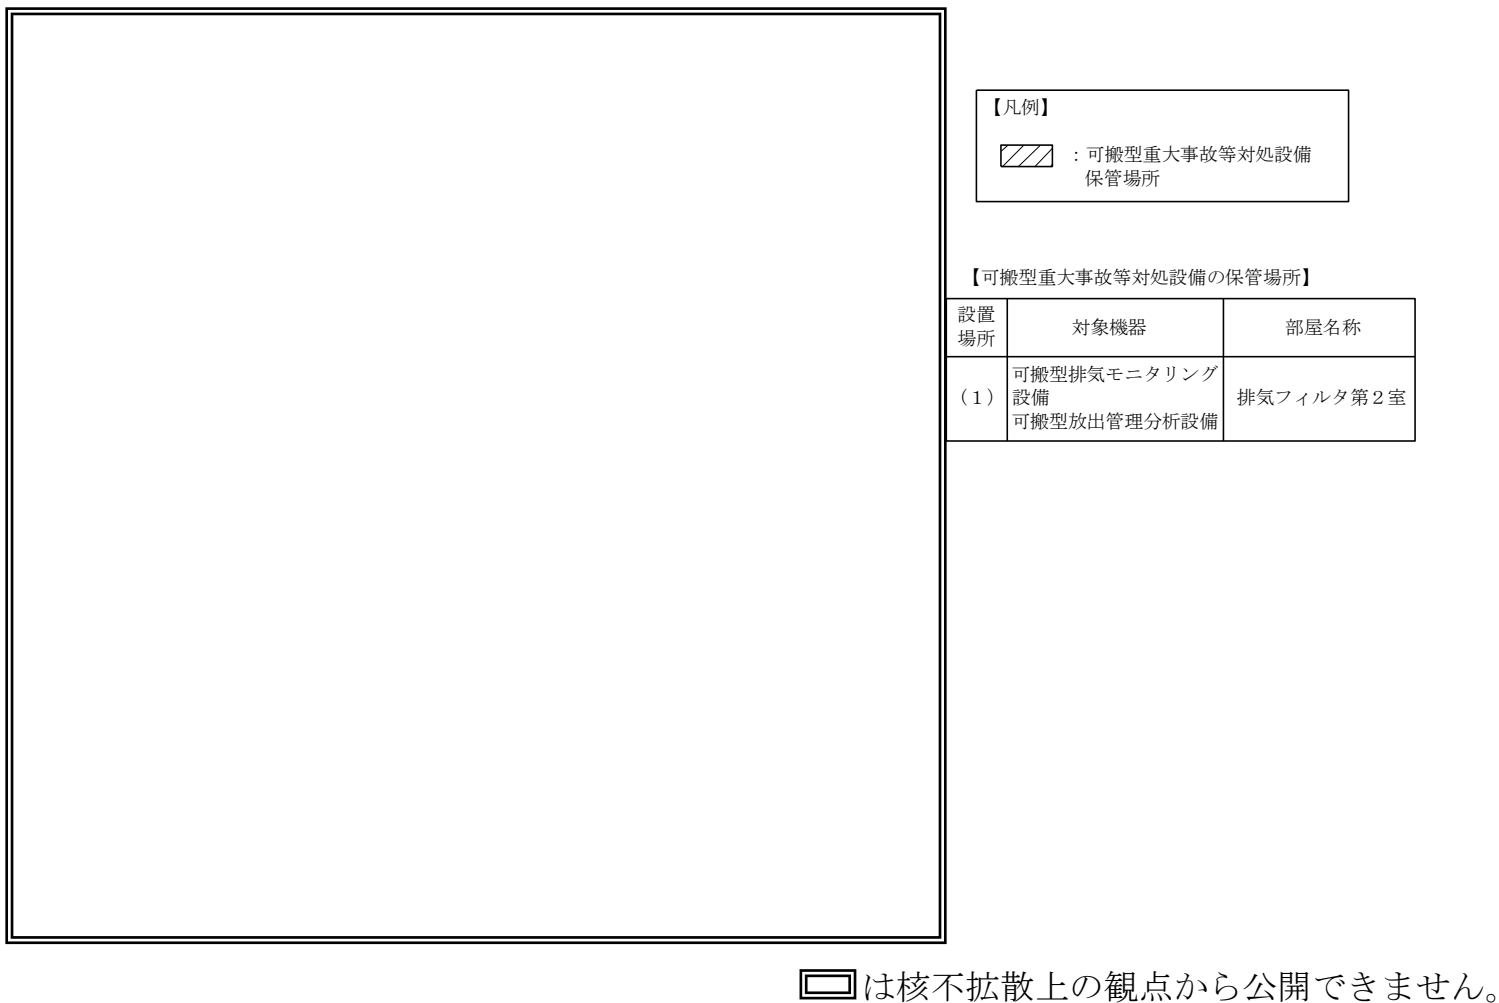 【凡例】
：可搬型重大事故等対処設備
保管場所
【可搬型重大事故等対処設備の保管場所】
設置
場所
対象機器
部屋名称
（１）
可搬型排気モニタリング
設備
可搬型放出管理分析設備
排気フィルタ第２室
は核不拡散上の観点から公開できません。